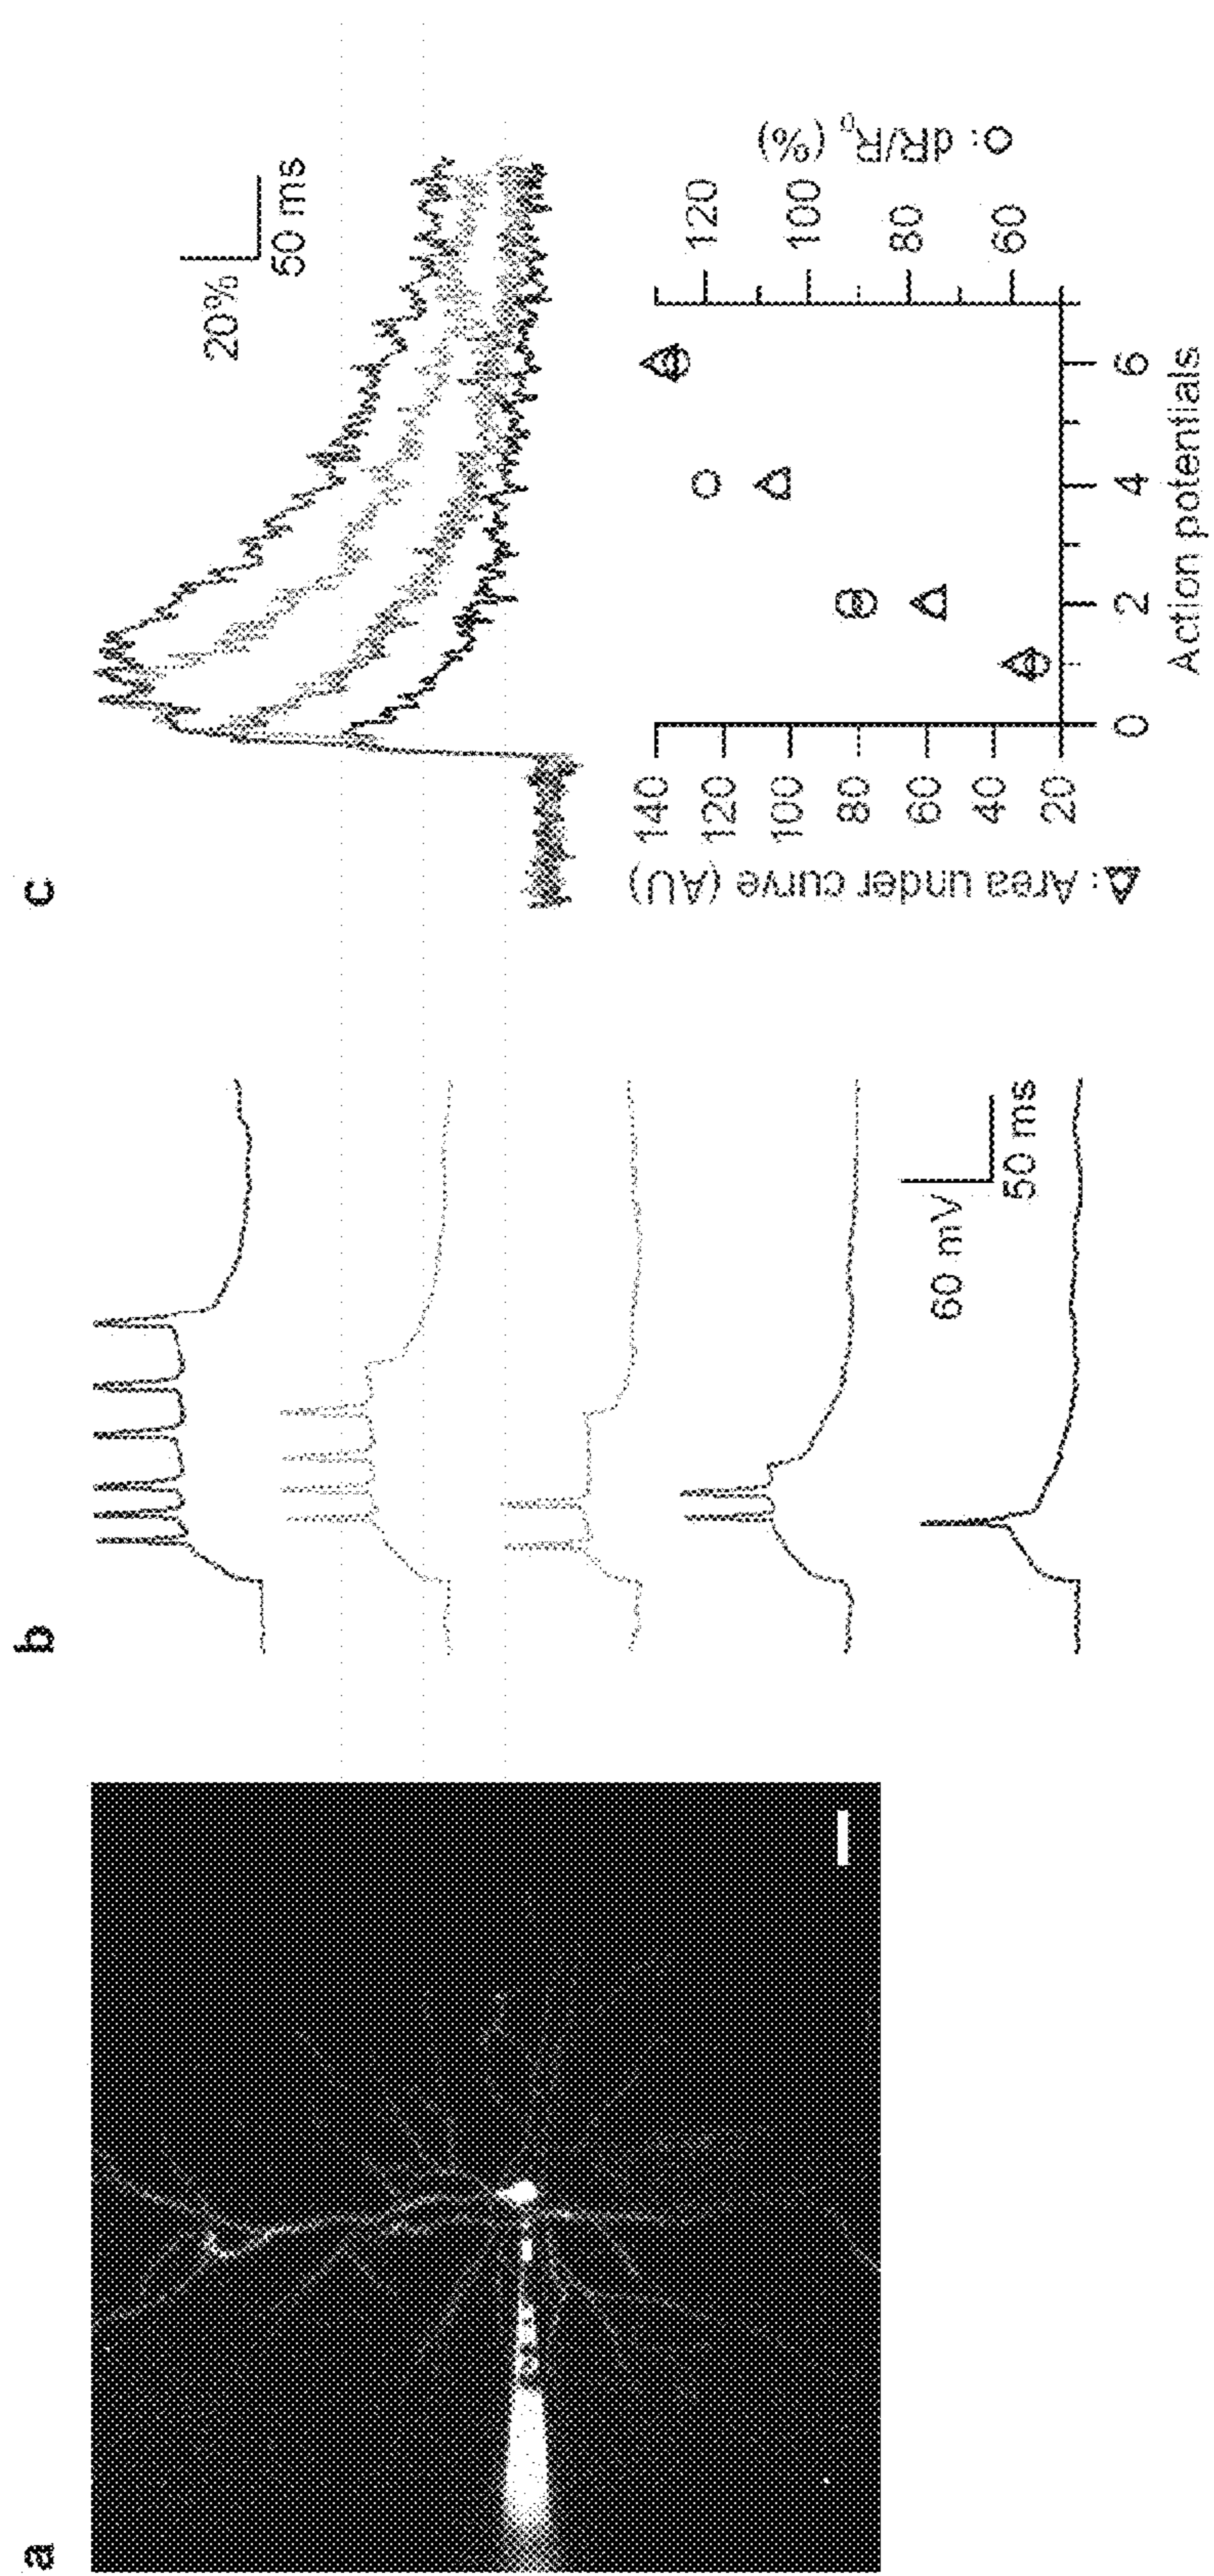 a
b
60 mV
50 ms
c
20%
50 ms
140
120
100
80
60
40
20
△: Area under curve (AU)
120
100
80
60
○: dR/R₀ (%)
0
2
4
6
Action potentials